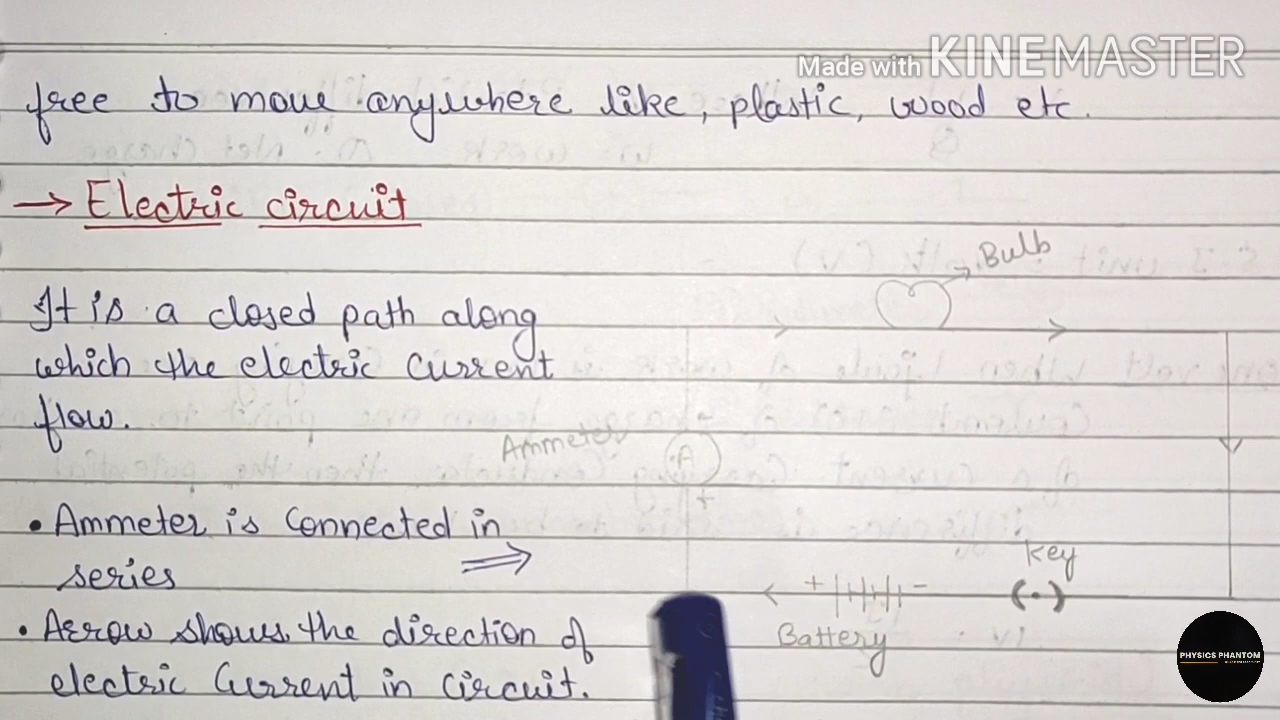 Made with KINEMASTER
free to move anywhere like, plastic, wood etc.
→ Electric circuit
Bulb
It is a closed path along
which the electric current
flow.
Ammeter
A
+
• Ammeter is connected in
series
⇒
Key
+ −
(·)
Battery
• Arrow shows the direction of
electric current in circuit.
PHYSICS PHANTOM